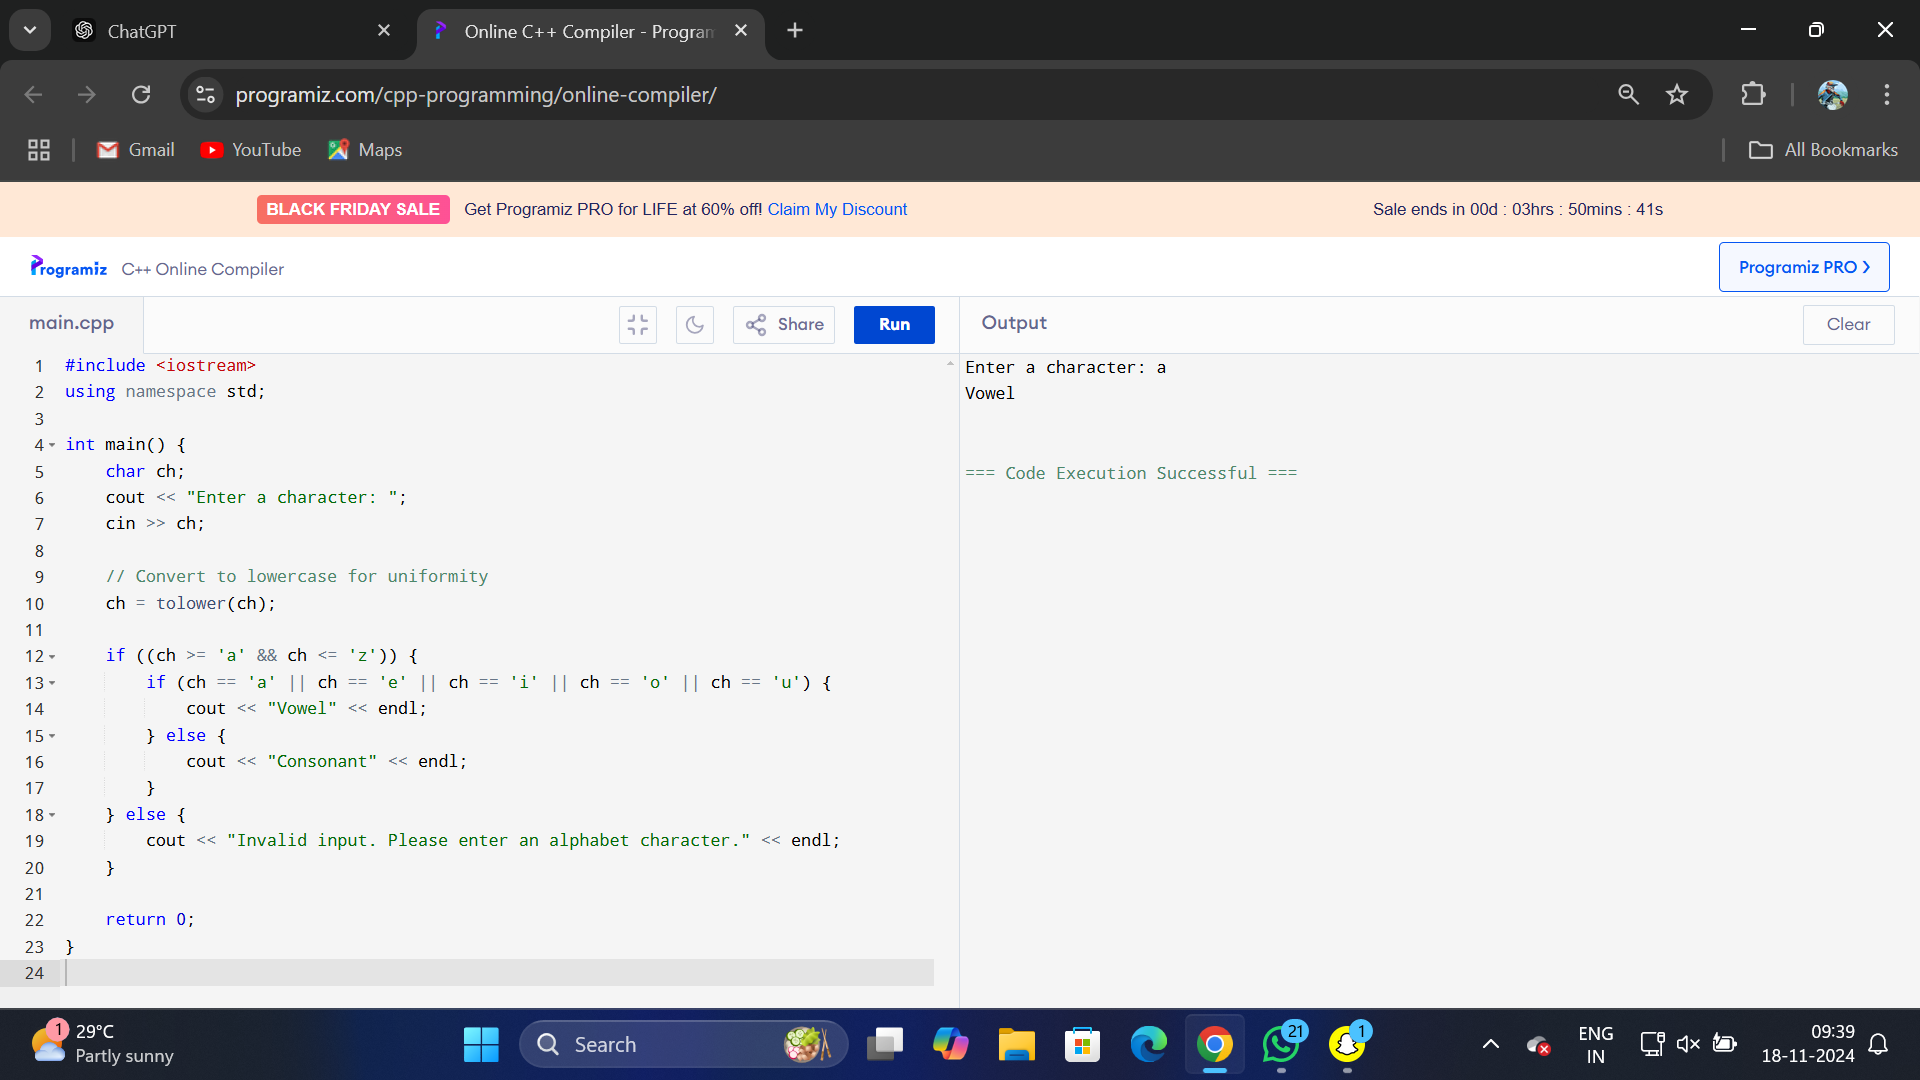 ChatGPT
Online C++ Compiler - Program
programiz.com/cpp-programming/online-compiler/
Gmail
YouTube
Maps
All Bookmarks
BLACK FRIDAY SALE Get Programiz PRO for LIFE at 60% off! Claim My Discount
Sale ends in 00d : 03hrs : 50mins : 41s
Programiz C++ Online Compiler
Programiz PRO ❯
main.cpp
Share
Run
Output
Clear
1 #include <iostream>
2 using namespace std;
3
4 int main() {
5     char ch;
6     cout << "Enter a character: ";
7     cin >> ch;
8
9     // Convert to lowercase for uniformity
10     ch = tolower(ch);
11
12     if ((ch >= 'a' && ch <= 'z')) {
13         if (ch == 'a' || ch == 'e' || ch == 'i' || ch == 'o' || ch == 'u') {
14             cout << "Vowel" << endl;
15         } else {
16             cout << "Consonant" << endl;
17         }
18     } else {
19         cout << "Invalid input. Please enter an alphabet character." << endl;
20     }
21
22     return 0;
23 }
24
Enter a character: a
Vowel
=== Code Execution Successful ===
1
29°C
Partly sunny
Search
21
1
ENG
IN
09:39
18-11-2024